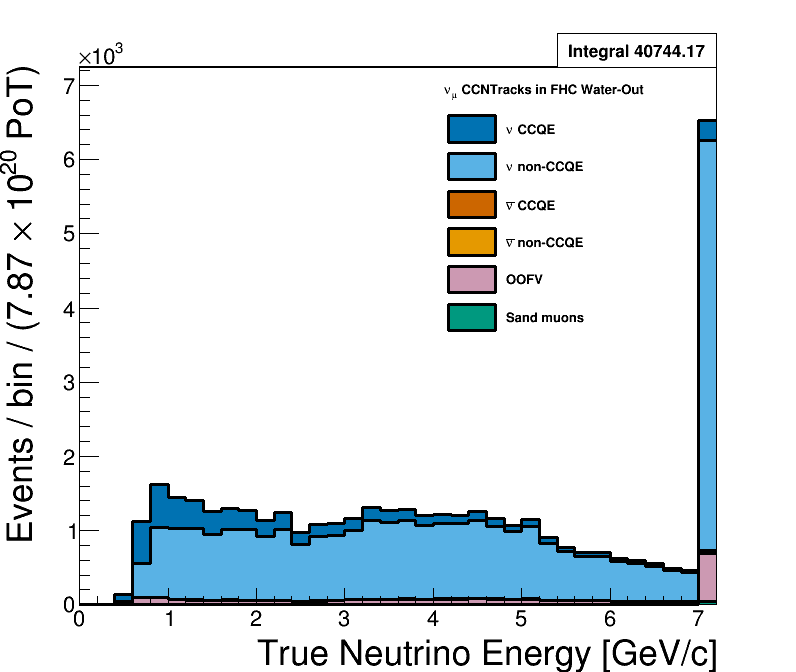 ×10³
Integral 40744.17
ν_μ CCNTracks in FHC Water-Out
ν CCQE
ν non-CCQE
ν̅ CCQE
ν̅ non-CCQE
OOFV
Sand muons
Events / bin / (7.87 × 10²⁰ PoT)
7
6
5
4
3
2
1
0
0 1 2 3 4 5 6 7
True Neutrino Energy [GeV/c]